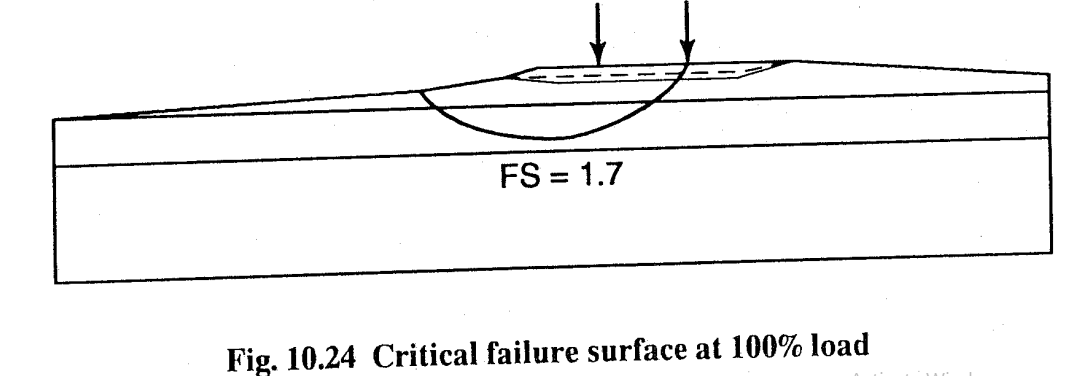 FS = 1.7
Fig. 10.24 Critical failure surface at 100% load